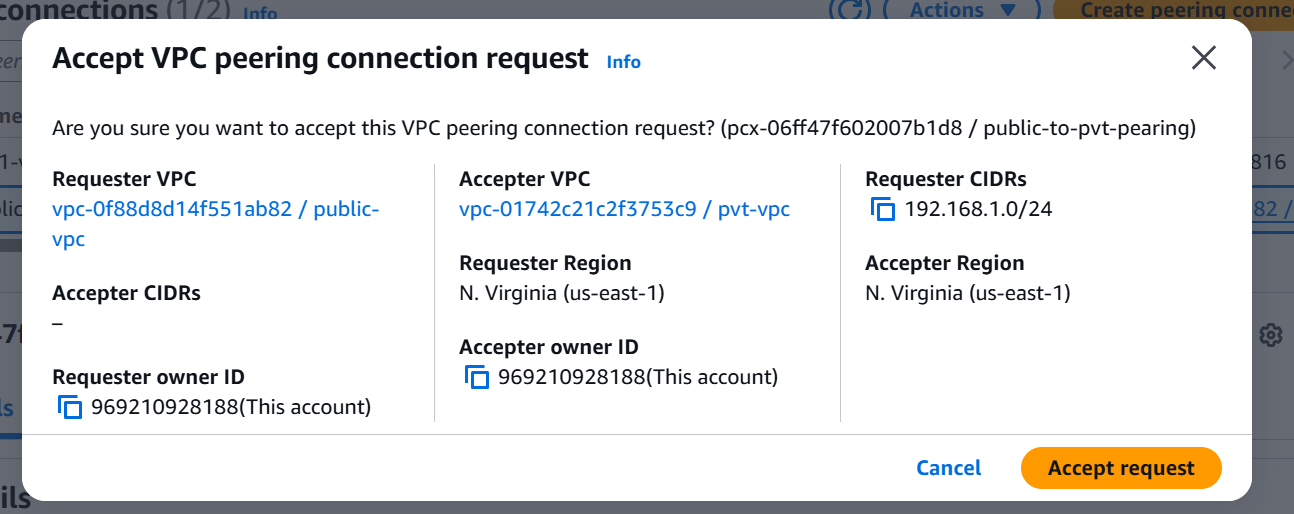 connections (1/2) Info
Actions
Create peering conne
Accept VPC peering connection request Info
Are you sure you want to accept this VPC peering connection request? (pcx-06ff47f602007b1d8 / public-to-pvt-pearing)
Requester VPC
vpc-0f88d8d14f551ab82 / public-
vpc
Accepter CIDRs
–
Requester owner ID
969210928188(This account)
Accepter VPC
vpc-01742c21c2f3753c9 / pvt-vpc
Requester Region
N. Virginia (us-east-1)
Accepter owner ID
969210928188(This account)
Requester CIDRs
192.168.1.0/24
Accepter Region
N. Virginia (us-east-1)
816
82 /
Cancel
Accept request